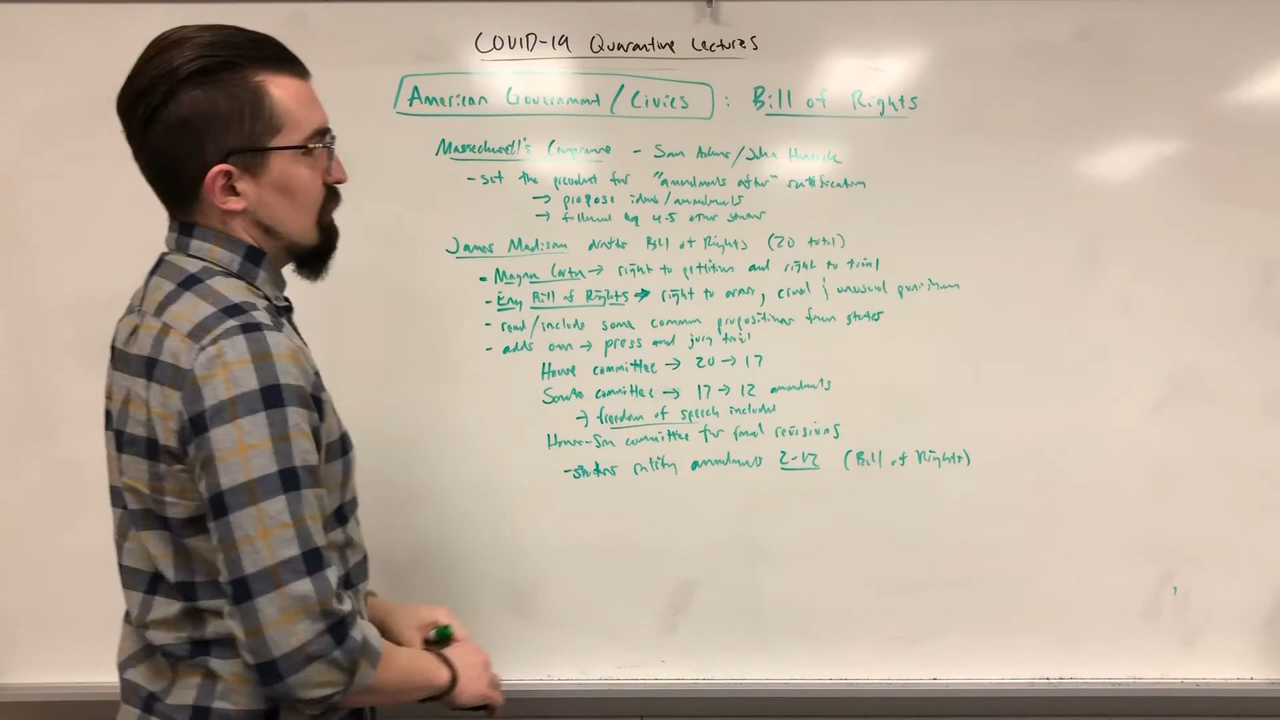 COVID-19 Quarantine Lectures
American Government/Civics : Bill of Rights
Massachusett's Compromise - Sam Adams/John Hancock
- set the precedent for "amendments after" ratification
→ propose ideas/amendments
→ followed by 4-5 other states
James Madison drafts Bill of Rights (20 total)
- Magna Carta → right to petition and right to trial
- Eng Bill of Rights → right to arms, cruel & unusual punishm
- read/include some common propositions from states
- adds own → press and jury trial
House committee → 20 → 17
Senate committee → 17 → 12 amendments
→ freedom of speech included
House-Sen committee for final revisions
- states ratify amendments 2-12 (Bill of Rights)